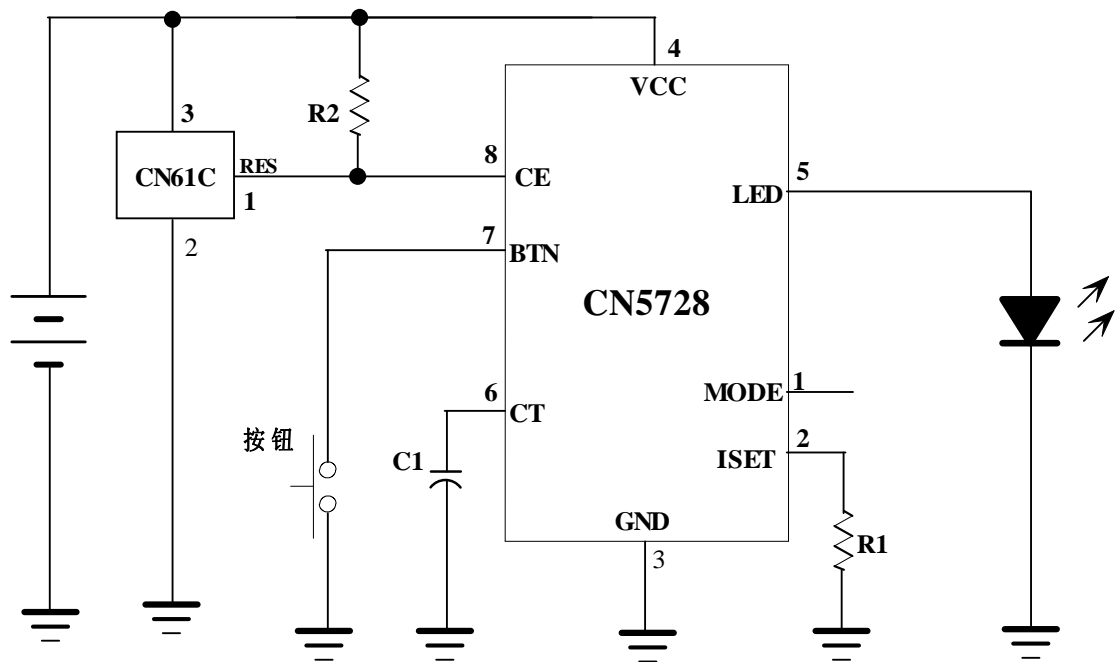 4
VCC
3
R2
CN61C
RES
1
2
8
CE
7
BTN
5
LED
CN5728
6
CT
MODE
1
按钮
C1
ISET
2
GND
3
R1